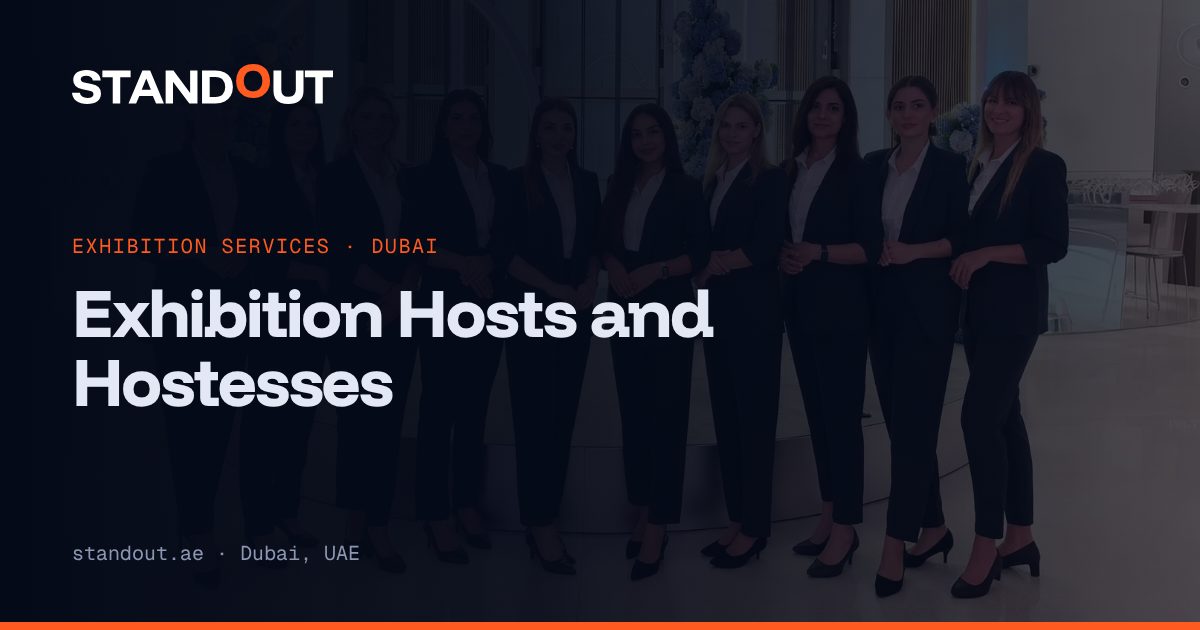 STANDOUT
EXHIBITION SERVICES · DUBAI
Exhibition Hosts and
Hostesses
standout.ae · Dubai, UAE